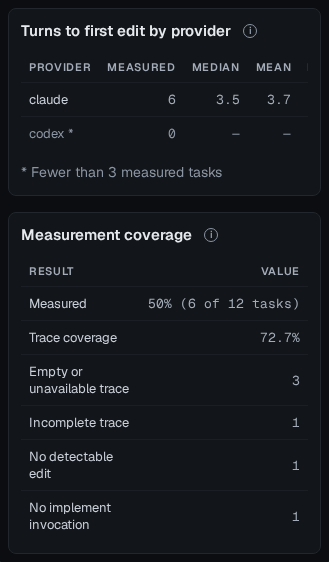 Turns to first edit by provider ⓘ
PROVIDER MEASURED MEDIAN MEAN
claude 6 3.5 3.7
codex * 0 — —
* Fewer than 3 measured tasks
Measurement coverage ⓘ
RESULT VALUE
Measured 50% (6 of 12 tasks)
Trace coverage 72.7%
Empty or
unavailable trace 3
Incomplete trace 1
No detectable
edit 1
No implement
invocation 1